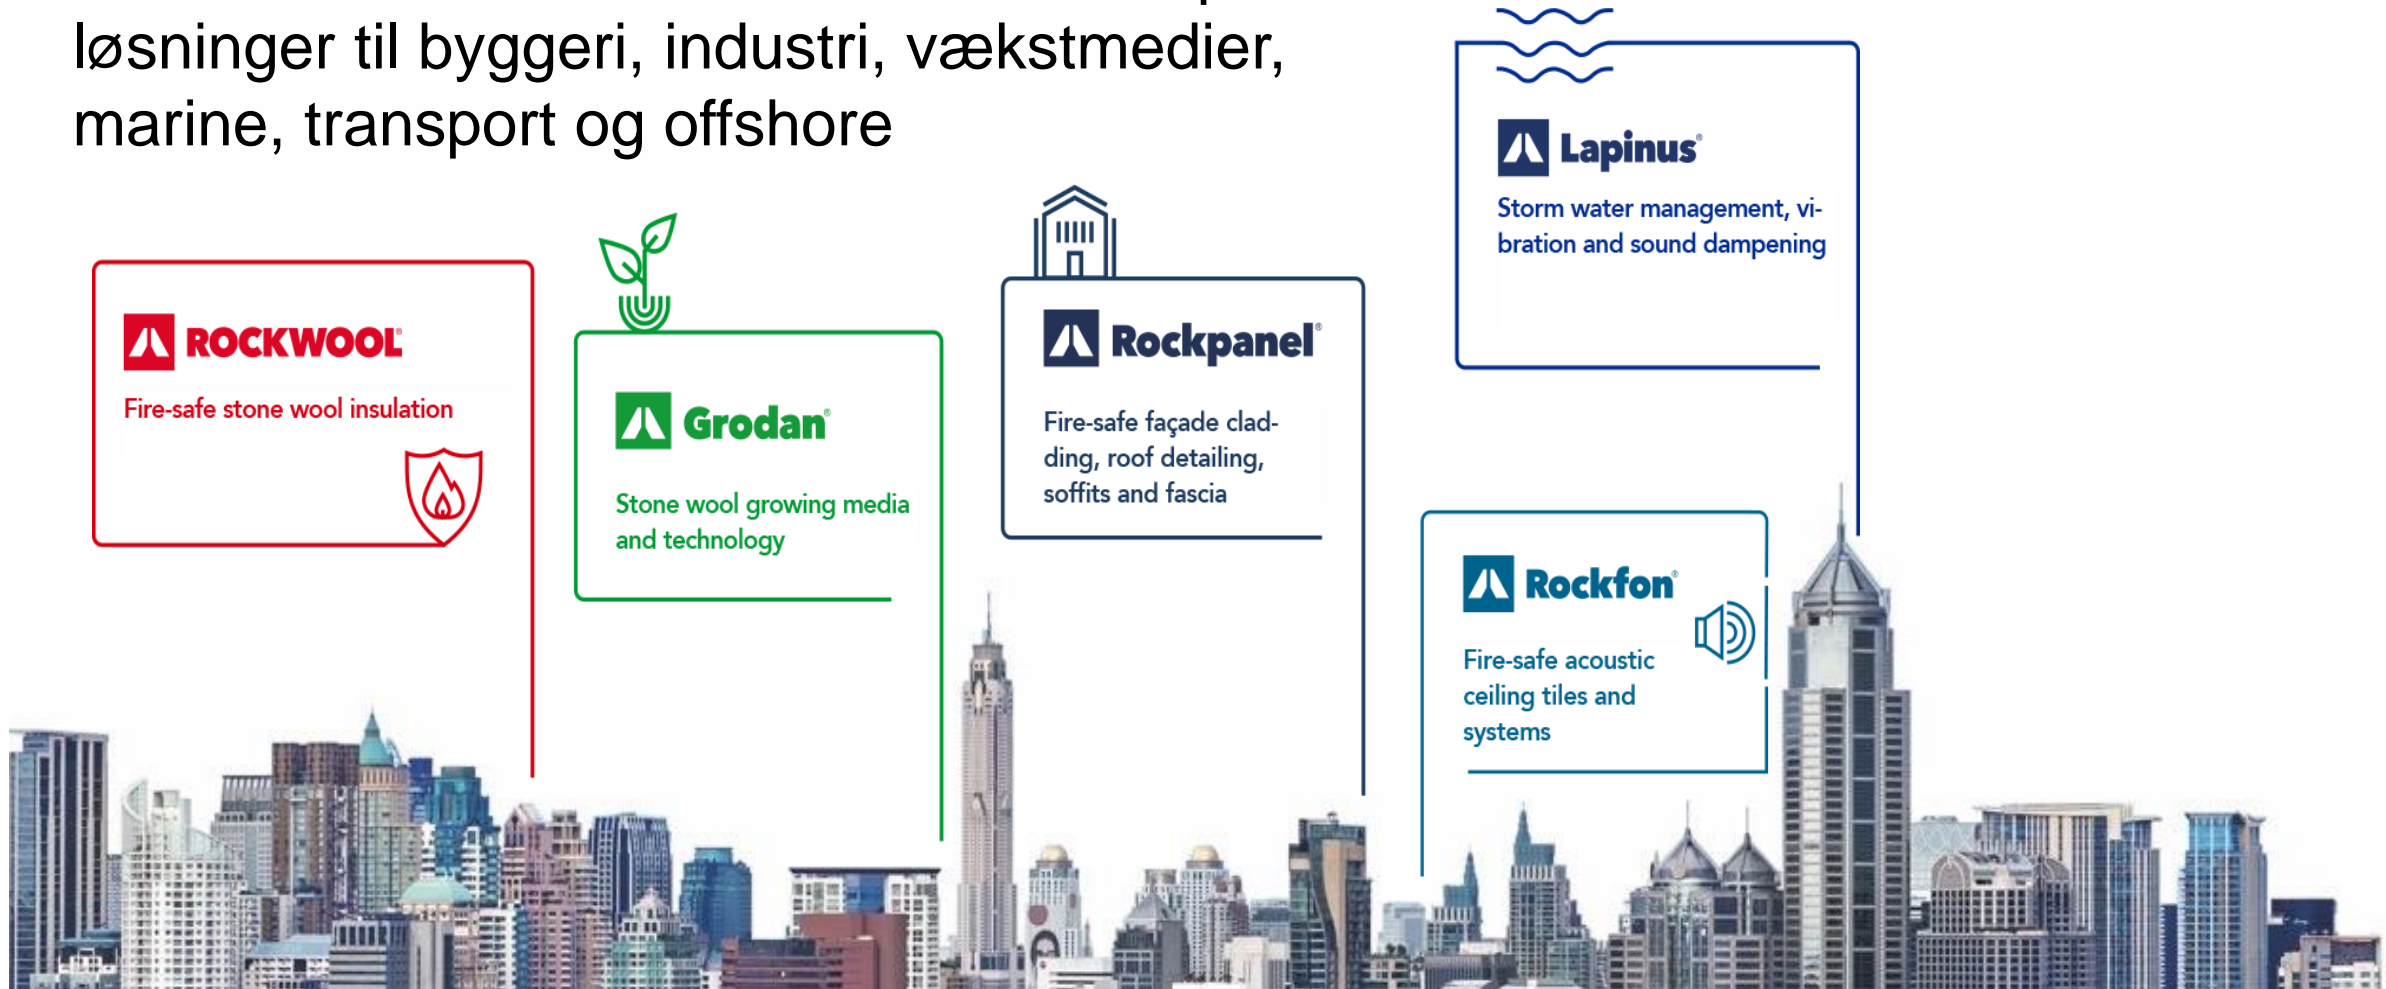 løsninger til byggeri, industri, vækstmedier,
marine, transport og offshore
ROCKWOOL®
Fire-safe stone wool insulation
Grodan®
Stone wool growing media
and technology
Rockpanel®
Fire-safe façade clad-
ding, roof detailing,
soffits and fascia
Lapinus®
Storm water management, vi-
bration and sound dampening
Rockfon®
Fire-safe acoustic
ceiling tiles and
systems